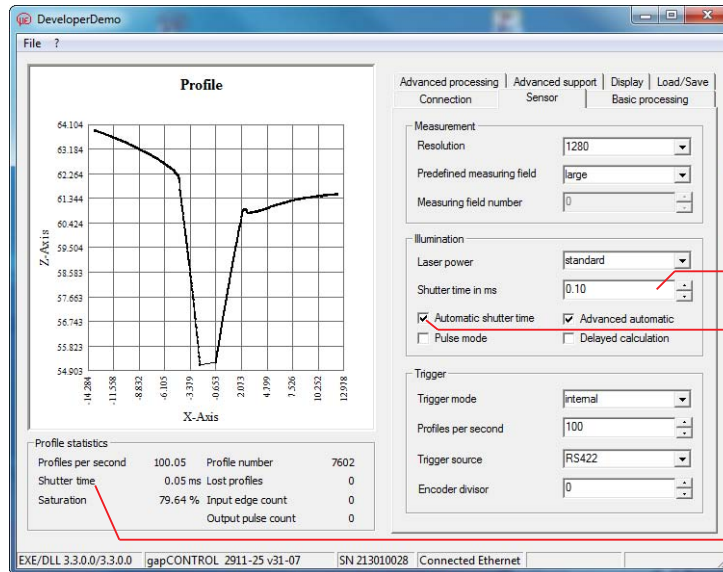 DeveloperDemo
File ?
Profile
64.104
63.184
62.264
61.344
60.424
59.504
58.583
57.663
56.743
55.823
54.903
Z-Axis
-14.284
-11.558
-8.832
-6.105
-3.379
-0.653
2.073
4.799
7.526
10.252
12.978
X-Axis
Profile statistics
Profiles per second 100.05 Profile number 7602
Shutter time 0.05 ms Lost profiles 0
Saturation 79.64 % Input edge count 0
Output pulse count 0
Advanced processing Advanced support Display Load/Save
Connection Sensor Basic processing
Measurement
Resolution 1280
Predefined measuring field large
Measuring field number 0
Illumination
Laser power standard
Shutter time in ms 0.10
Automatic shutter time Advanced automatic
Pulse mode Delayed calculation
Trigger
Trigger mode internal
Profiles per second 100
Trigger source RS422
Encoder divisor 0
EXE/DLL 3.3.0.0/3.3.0.0 gapCONTROL 2911-25 v31-07 SN 213010028 Connected Ethernet